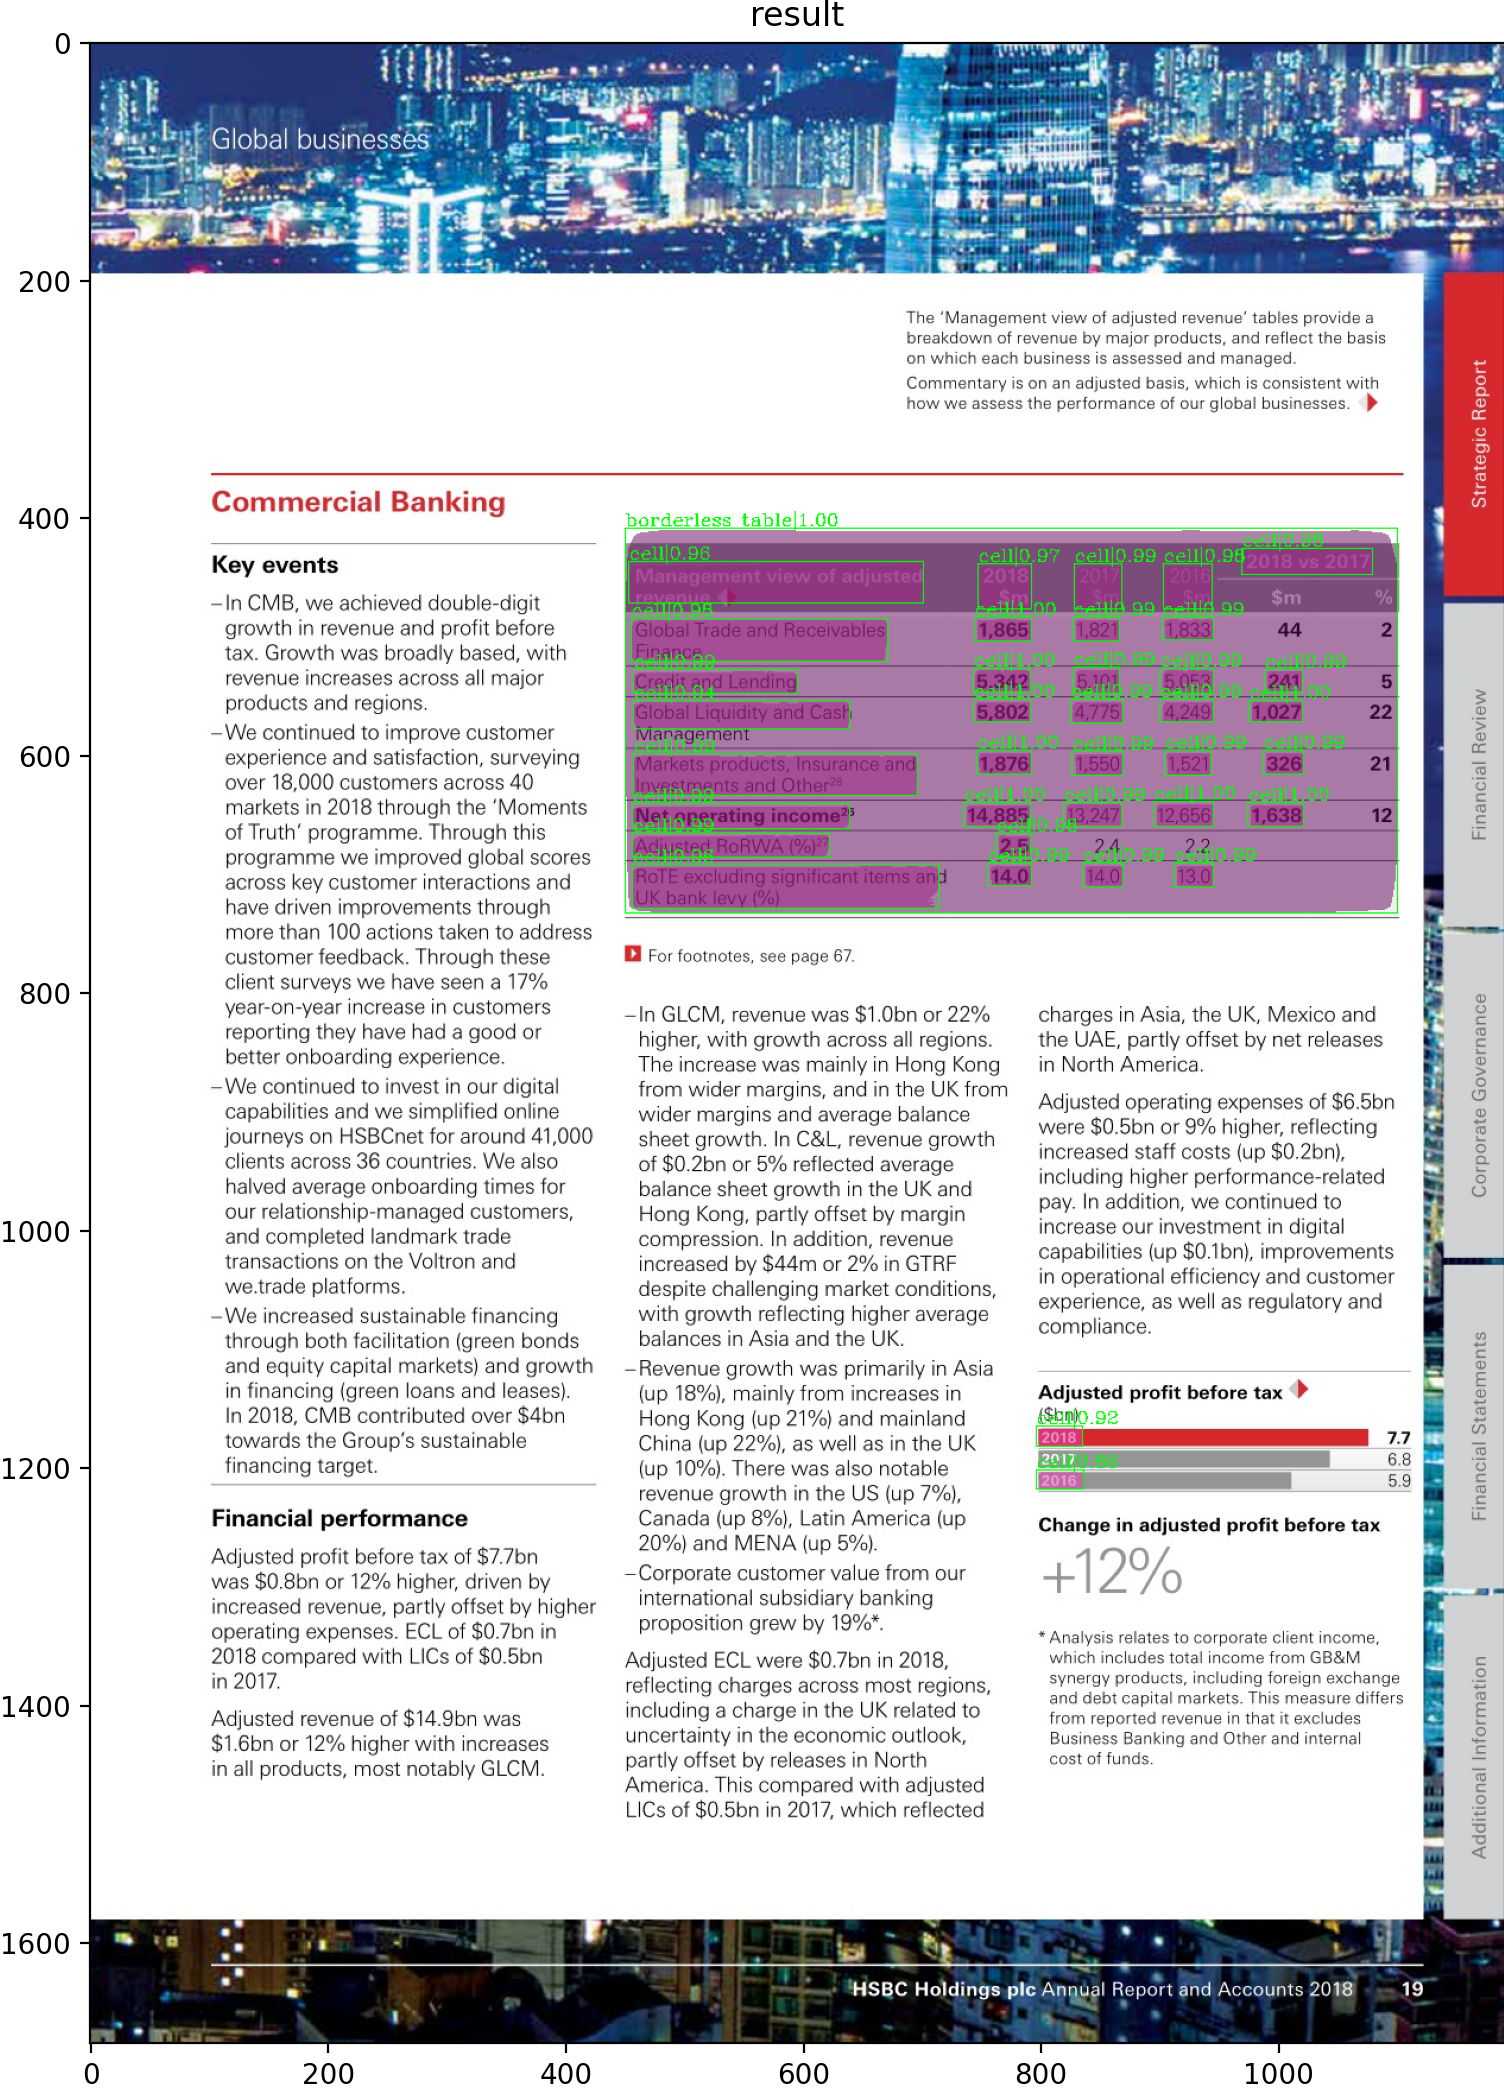 result
Global businesses
The ‘Management view of adjusted revenue’ tables provide a
breakdown of revenue by major products, and reflect the basis
on which each business is assessed and managed.
Commentary is on an adjusted basis, which is consistent with
how we assess the performance of our global businesses.
Commercial Banking
Key events
–In CMB, we achieved double-digit
growth in revenue and profit before
tax. Growth was broadly based, with
revenue increases across all major
products and regions.
–We continued to improve customer
experience and satisfaction, surveying
over 18,000 customers across 40
markets in 2018 through the ‘Moments
of Truth’ programme. Through this
programme we improved global scores
across key customer interactions and
have driven improvements through
more than 100 actions taken to address
customer feedback. Through these
client surveys we have seen a 17%
year-on-year increase in customers
reporting they have had a good or
better onboarding experience.
–We continued to invest in our digital
capabilities and we simplified online
journeys on HSBCnet for around 41,000
clients across 36 countries. We also
halved average onboarding times for
our relationship-managed customers,
and completed landmark trade
transactions on the Voltron and
we.trade platforms.
–We increased sustainable financing
through both facilitation (green bonds
and equity capital markets) and growth
in financing (green loans and leases).
In 2018, CMB contributed over $4bn
towards the Group’s sustainable
financing target.
Financial performance
Adjusted profit before tax of $7.7bn
was $0.8bn or 12% higher, driven by
increased revenue, partly offset by higher
operating expenses. ECL of $0.7bn in
2018 compared with LICs of $0.5bn
in 2017.
Adjusted revenue of $14.9bn was
$1.6bn or 12% higher with increases
in all products, most notably GLCM.
borderless table|1.00
cell|0.96 cell|0.97 cell|0.99 cell|0.98 cell|0.96
Management view of adjusted 2018 2017 2016 2018 vs 2017
revenue $m $m $m $m %
Global Trade and Receivables 1,865 1,821 1,833 44 2
Finance
Credit and Lending 5,342 5,101 5,053 241 5
Global Liquidity and Cash 5,802 4,775 4,249 1,027 22
Management
Markets products, Insurance and 1,876 1,550 1,521 326 21
Investments and Other28
Net operating income26 14,885 13,247 12,656 1,638 12
Adjusted RoRWA (%)27 2.5 2.4 2.2
RoTE excluding significant items and 14.0 14.0 13.0
UK bank levy (%)
For footnotes, see page 67.
–In GLCM, revenue was $1.0bn or 22%
higher, with growth across all regions.
The increase was mainly in Hong Kong
from wider margins, and in the UK from
wider margins and average balance
sheet growth. In C&L, revenue growth
of $0.2bn or 5% reflected average
balance sheet growth in the UK and
Hong Kong, partly offset by margin
compression. In addition, revenue
increased by $44m or 2% in GTRF
despite challenging market conditions,
with growth reflecting higher average
balances in Asia and the UK.
–Revenue growth was primarily in Asia
(up 18%), mainly from increases in
Hong Kong (up 21%) and mainland
China (up 22%), as well as in the UK
(up 10%). There was also notable
revenue growth in the US (up 7%),
Canada (up 8%), Latin America (up
20%) and MENA (up 5%).
–Corporate customer value from our
international subsidiary banking
proposition grew by 19%*.
Adjusted ECL were $0.7bn in 2018,
reflecting charges across most regions,
including a charge in the UK related to
uncertainty in the economic outlook,
partly offset by releases in North
America. This compared with adjusted
LICs of $0.5bn in 2017, which reflected
charges in Asia, the UK, Mexico and
the UAE, partly offset by net releases
in North America.
Adjusted operating expenses of $6.5bn
were $0.5bn or 9% higher, reflecting
increased staff costs (up $0.2bn),
including higher performance-related
pay. In addition, we continued to
increase our investment in digital
capabilities (up $0.1bn), improvements
in operational efficiency and customer
experience, as well as regulatory and
compliance.
Adjusted profit before tax
($bn)
cell|0.92
2018 7.7
2017 6.8
2016 5.9
Change in adjusted profit before tax
+12%
* Analysis relates to corporate client income,
which includes total income from GB&M
synergy products, including foreign exchange
and debt capital markets. This measure differs
from reported revenue in that it excludes
Business Banking and Other and internal
cost of funds.
Strategic Report
Financial Review
Corporate Governance
Financial Statements
Additional Information
HSBC Holdings plc Annual Report and Accounts 2018 19
0
200
400
600
800
1000
1200
1400
1600
0 200 400 600 800 1000